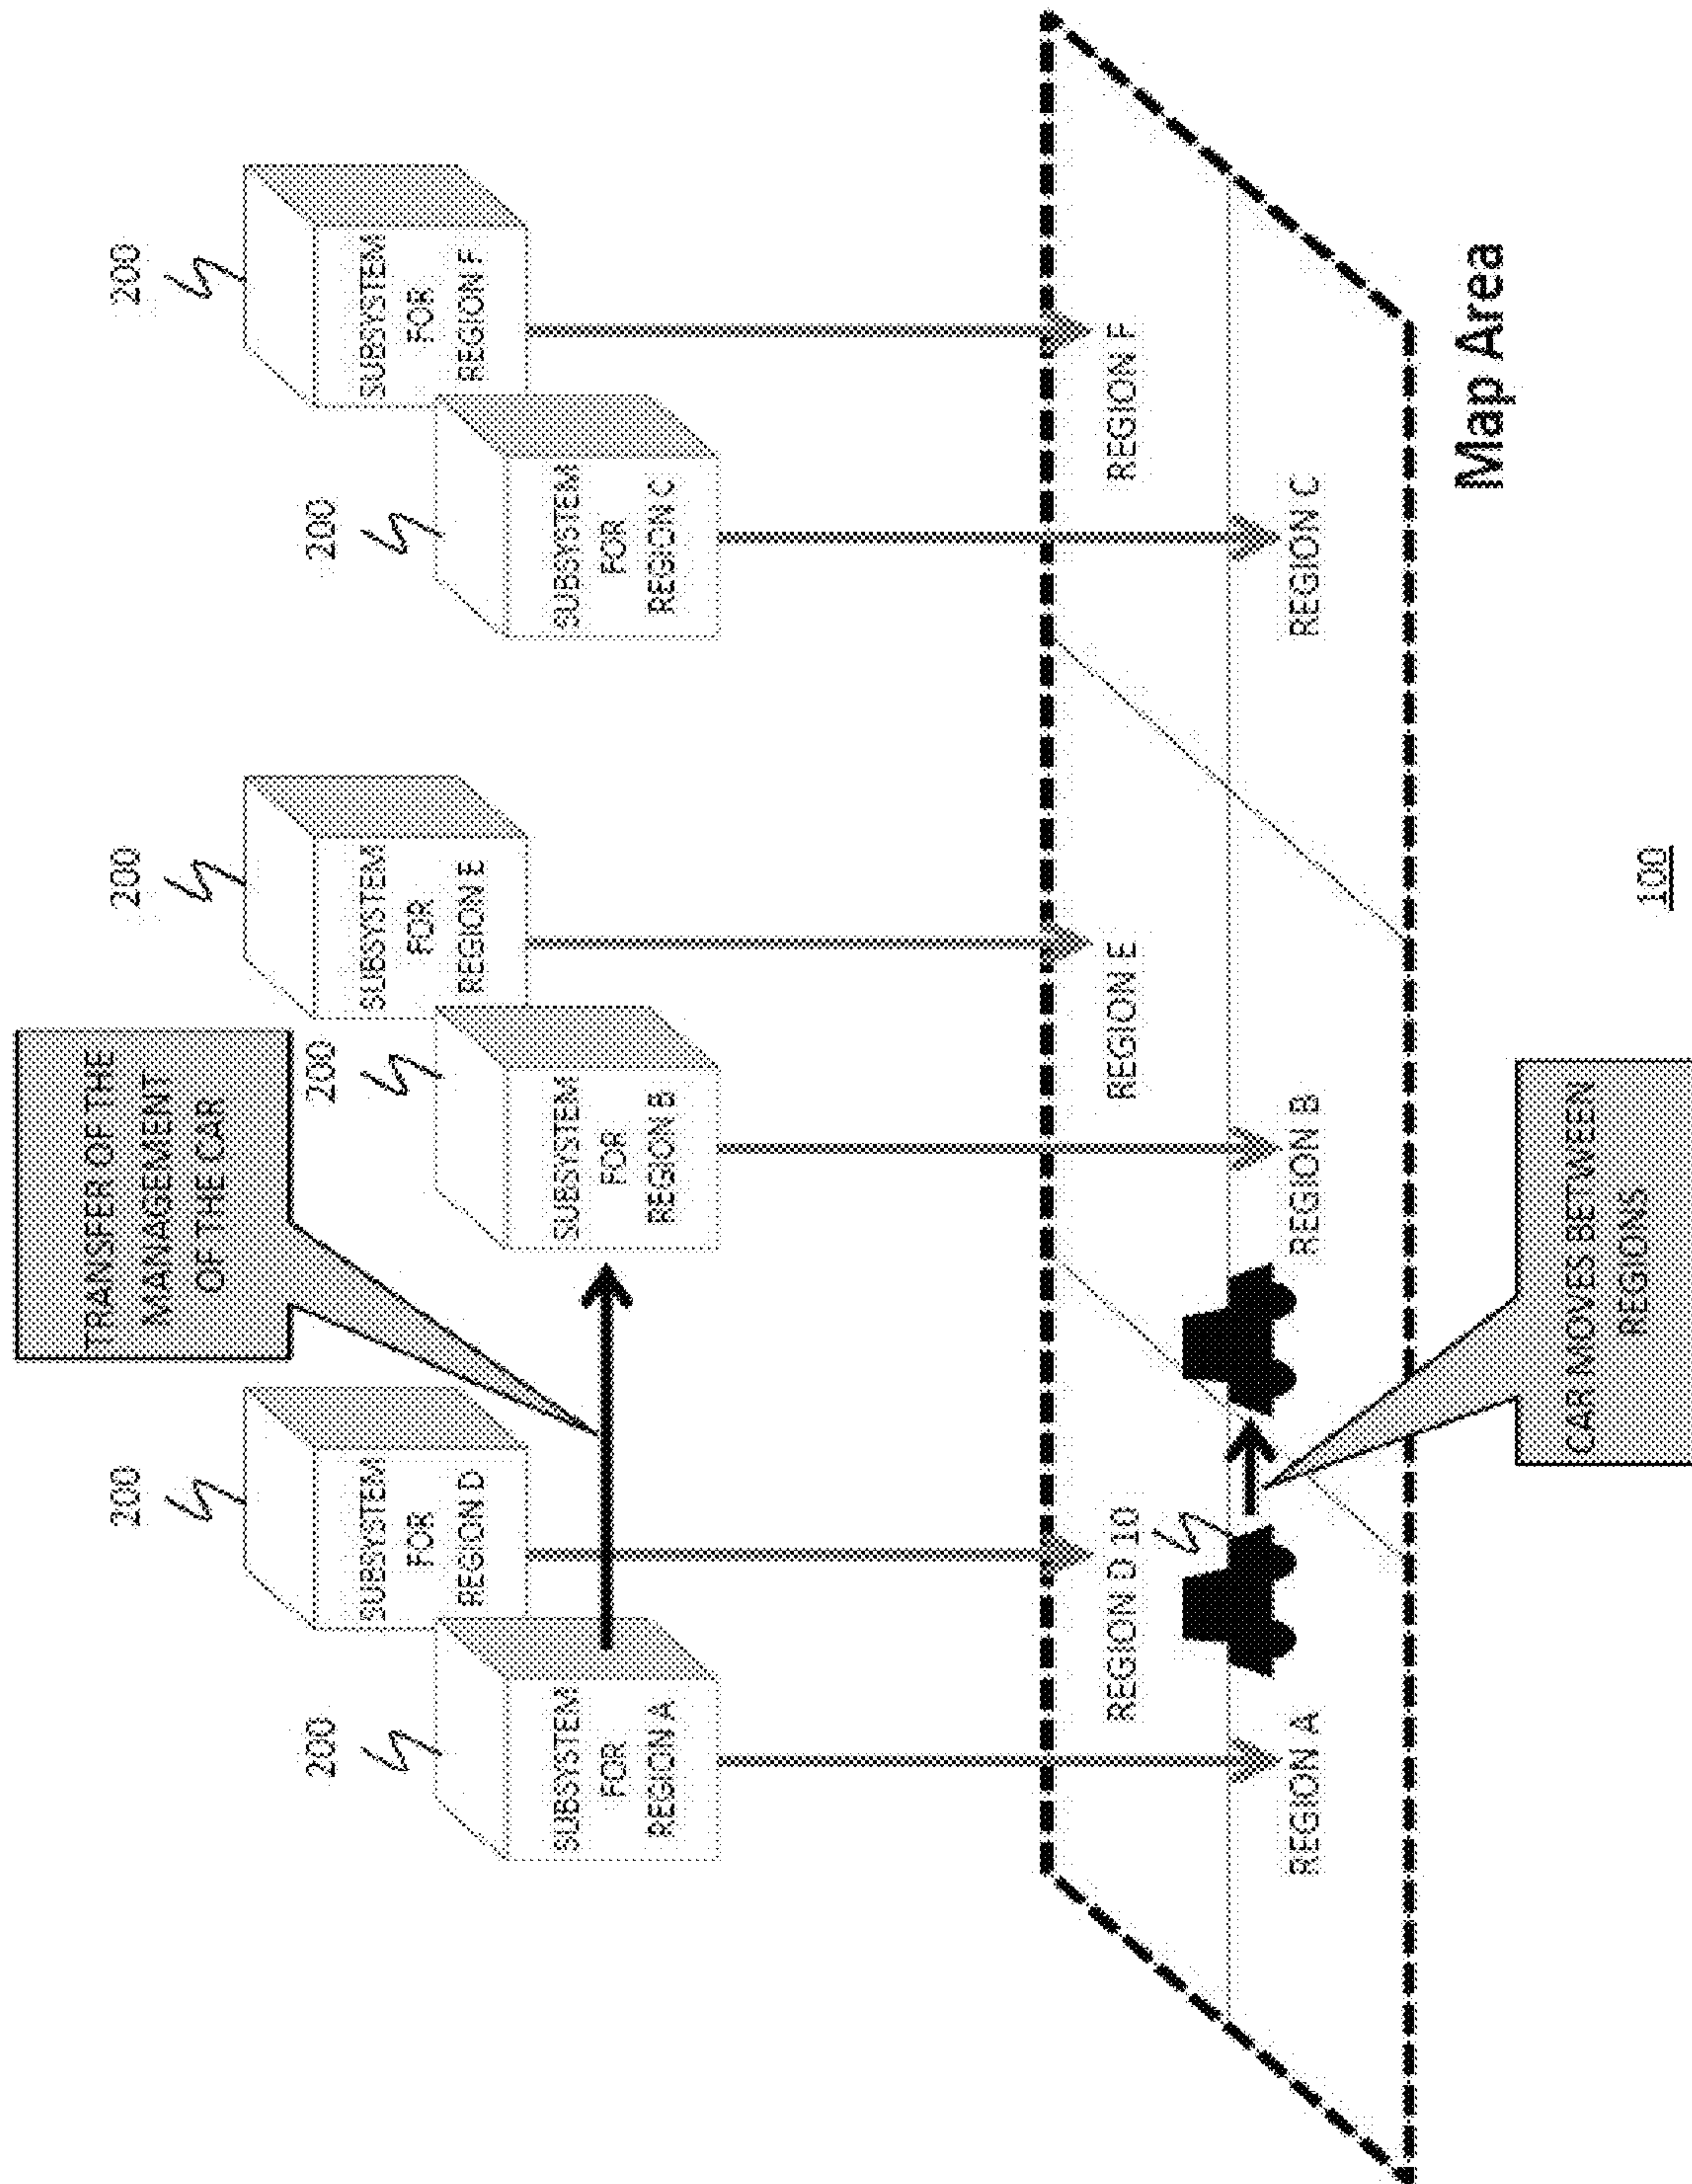 TRANSFER OF THE
MANAGEMENT
OF THE CAR
200
200
200
SUBSYSTEM
FOR
REGION D
SUBSYSTEM
FOR
REGION E
SUBSYSTEM
FOR
REGION F
200
200
200
SUBSYSTEM
FOR
REGION A
SUBSYSTEM
FOR
REGION B
SUBSYSTEM
FOR
REGION C
REGION D
10
REGION E
REGION F
REGION A
REGION B
REGION C
Map Area
CAR MOVES BETWEEN
REGIONS
100